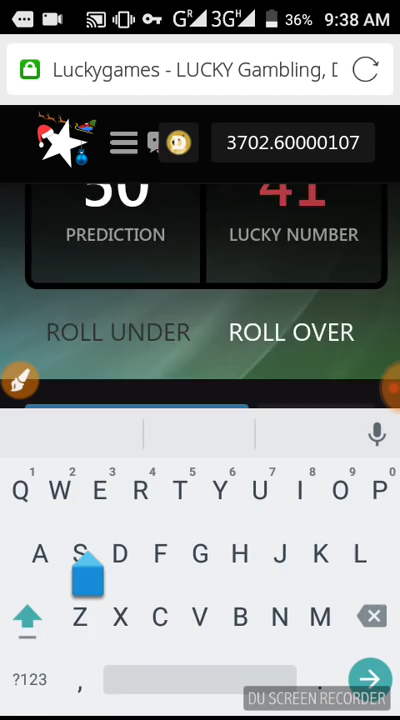 G 3G H 36% 9:38 AM
Luckygames - LUCKY Gambling, D
3702.60000107
50 41
PREDICTION LUCKY NUMBER
ROLL UNDER ROLL OVER
1 2 3 4 5 6 7 8 9 0
Q W E R T Y U I O P
A S D F G H J K L
Z X C V B N M
?123 , .
DU SCREEN RECORDER